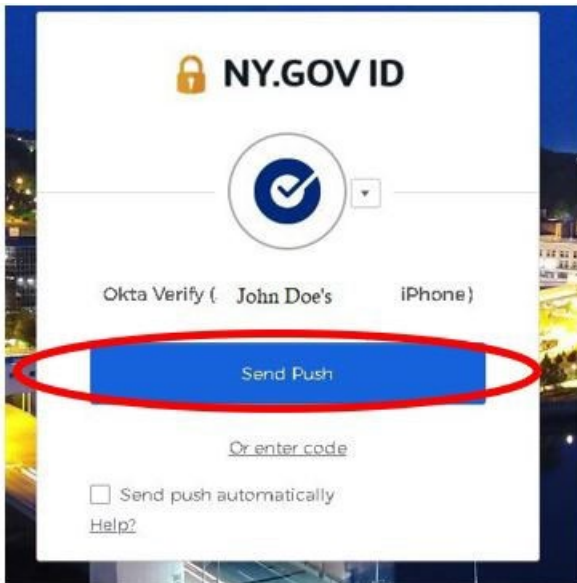 NY.GOV ID
Okta Verify ( John Doe's iPhone)
Send Push
Or enter code
Send push automatically
Help?